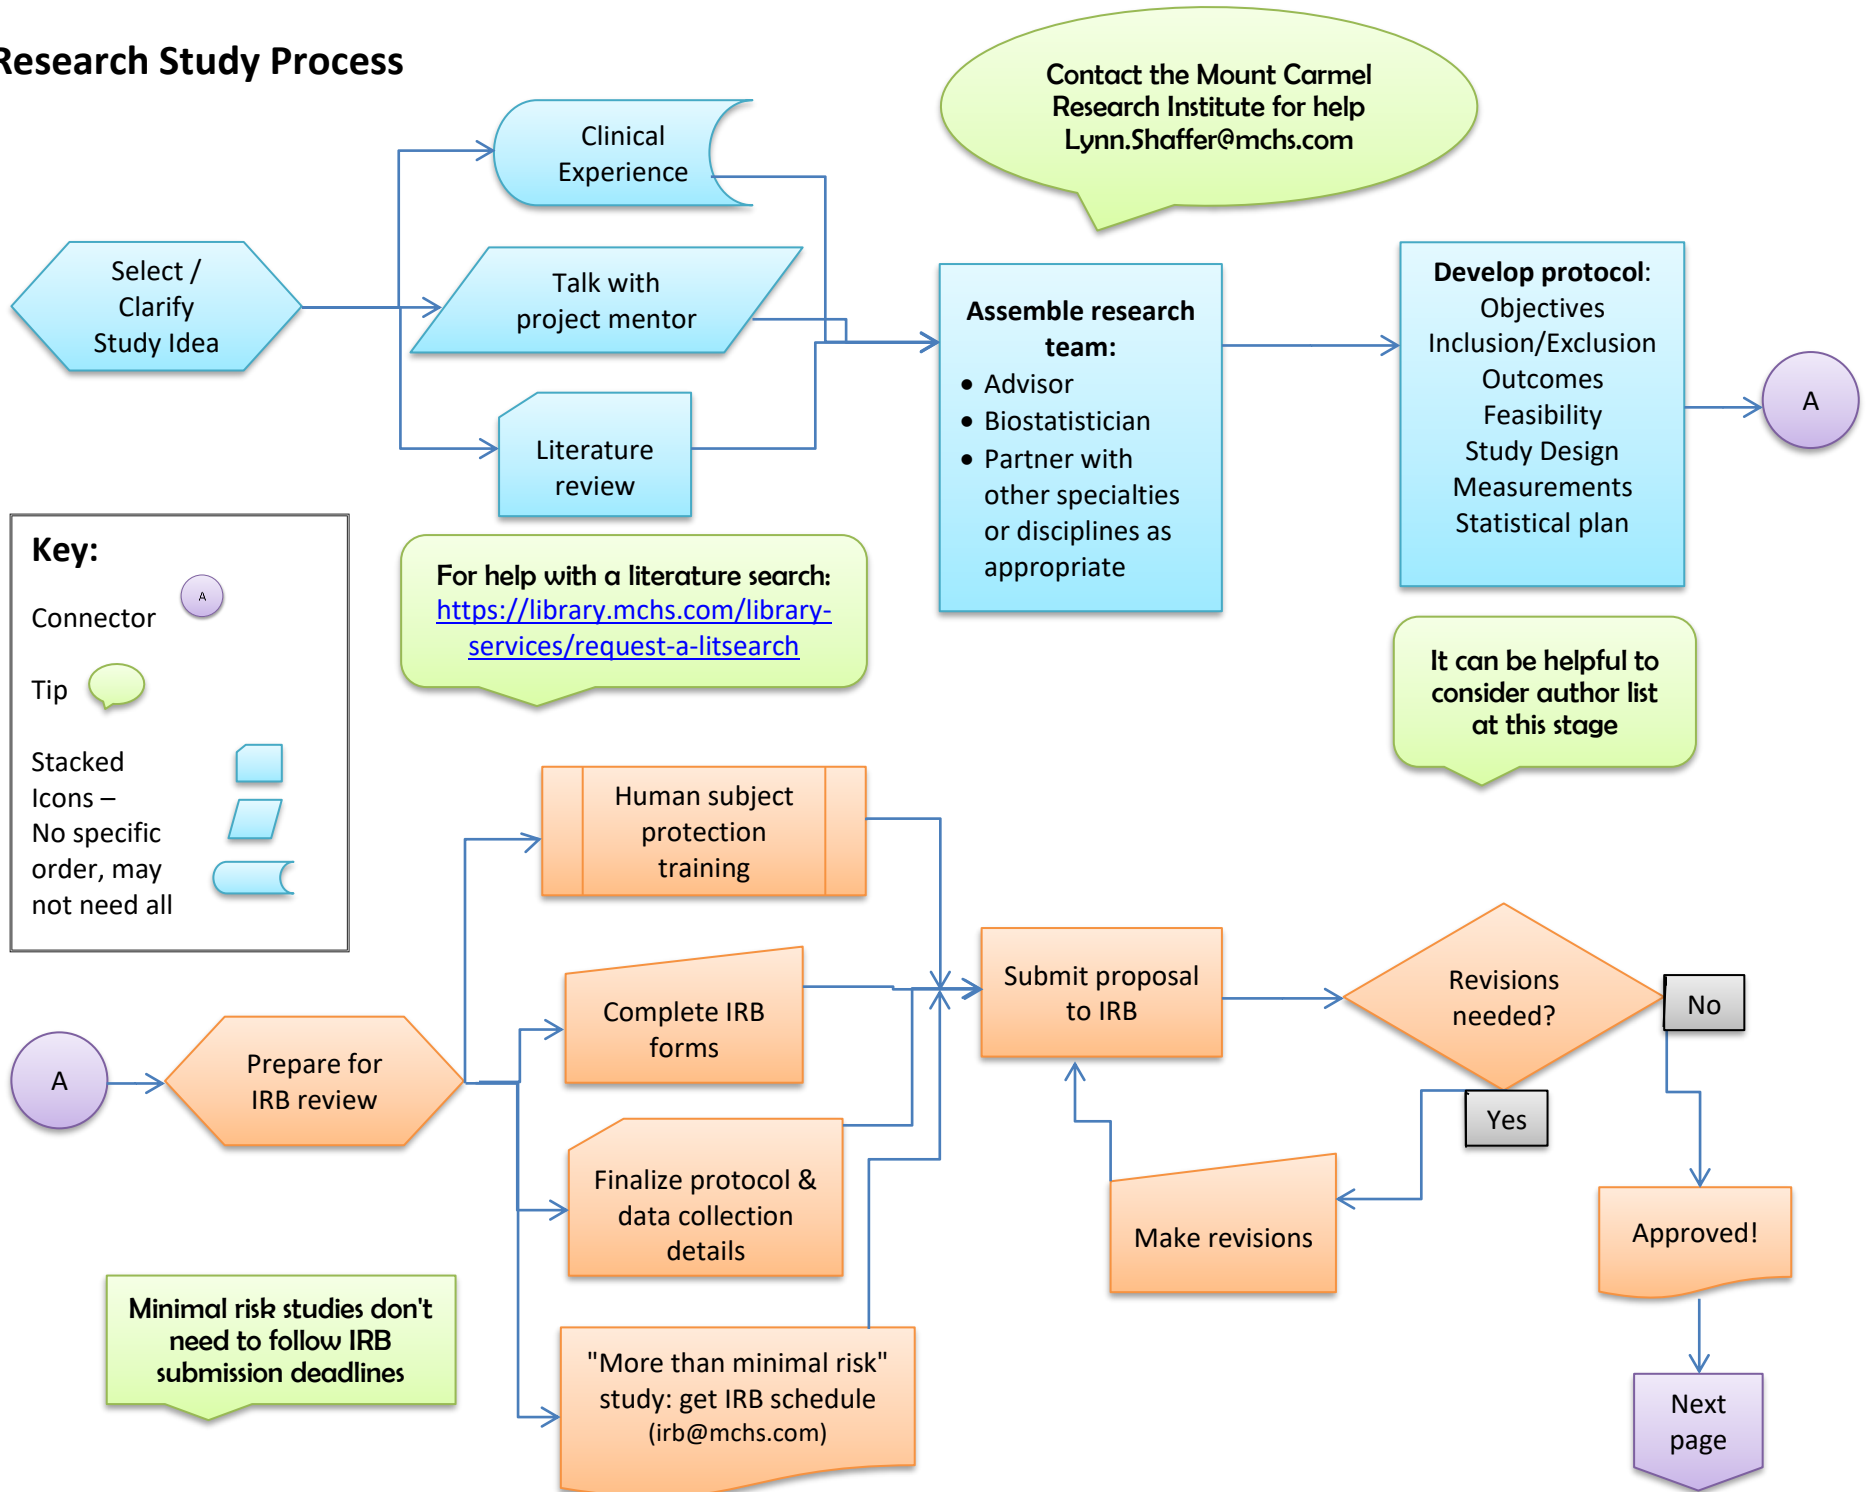 Research Study Process
Contact the Mount Carmel
Research Institute for help
Lynn.Shaffer@mchs.com
Clinical
Experience
Select /
Clarify
Study Idea
Talk with
project mentor
Literature
review
Assemble research
team:
• Advisor
• Biostatistician
• Partner with
other specialties
or disciplines as
appropriate
Develop protocol:
Objectives
Inclusion/Exclusion
Outcomes
Feasibility
Study Design
Measurements
Statistical plan
A
Key:
Connector
A
Tip
Stacked
Icons –
No specific
order, may
not need all
For help with a literature search:
https://library.mchs.com/library-
services/request-a-litsearch
It can be helpful to
consider author list
at this stage
A
Prepare for
IRB review
Human subject
protection
training
Complete IRB
forms
Finalize protocol &
data collection
details
"More than minimal risk"
study: get IRB schedule
(irb@mchs.com)
Minimal risk studies don't
need to follow IRB
submission deadlines
Submit proposal
to IRB
Revisions
needed?
No
Yes
Make revisions
Approved!
Next
page